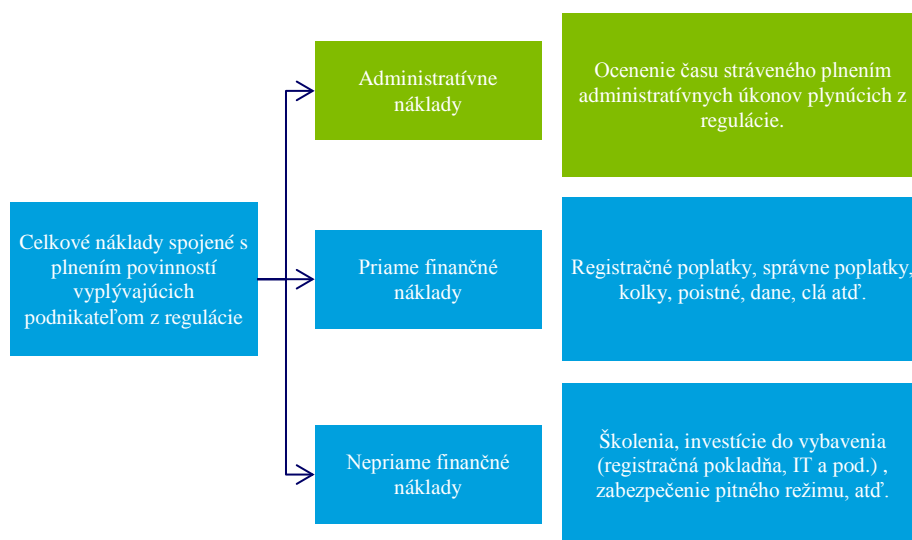 Administratívne
náklady
Ocenenie času stráveného plnením
administratívnych úkonov plynúcich z
regulácie.
Celkové náklady spojené s
plnením povinností
vyplývajúcich
podnikateľom z regulácie
Priame finančné
náklady
Registračné poplatky, správne poplatky,
kolky, poistné, dane, clá atď.
Nepriame finančné
náklady
Školenia, investície do vybavenia
(registračná pokladňa, IT a pod.) ,
zabezpečenie pitného režimu, atď.